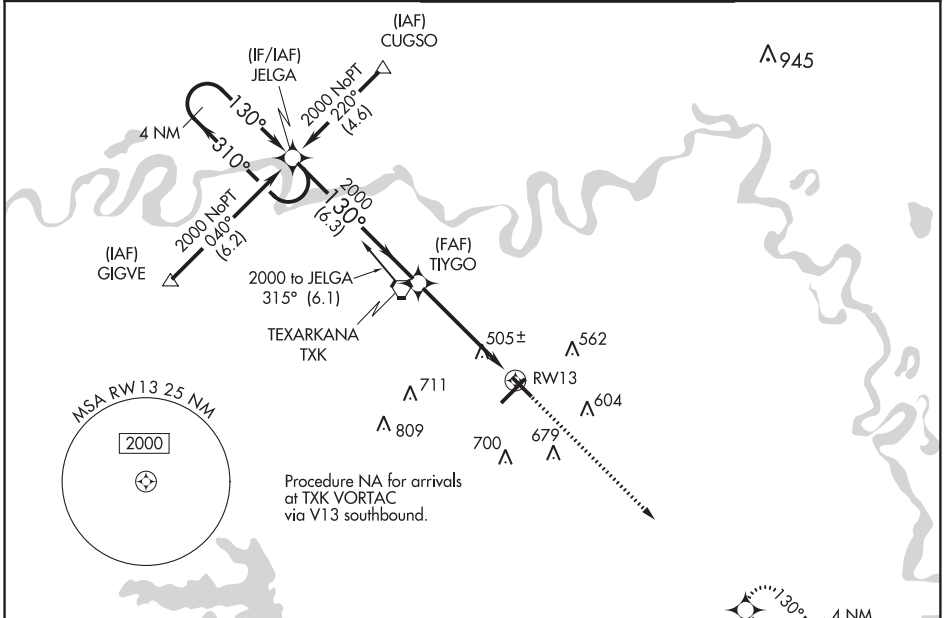 (IAF)
CUGSO
(IF/IAF)
JELGA
945
2000 NoPT
220°
(4.6)
130°
4 NM
310°
2000
130°
(6.3)
2000 NoPT
040°
(6.2)
(IAF)
GIGVE
(FAF)
TIYGO
2000 to JELGA
315° (6.1)
TEXARKANA
TXK
505±
562
RW13
711
604
809
700
679
MSA RW13 25 NM
2000
Procedure NA for arrivals
at TXK VORTAC
via V13 southbound.
130°
4 NM